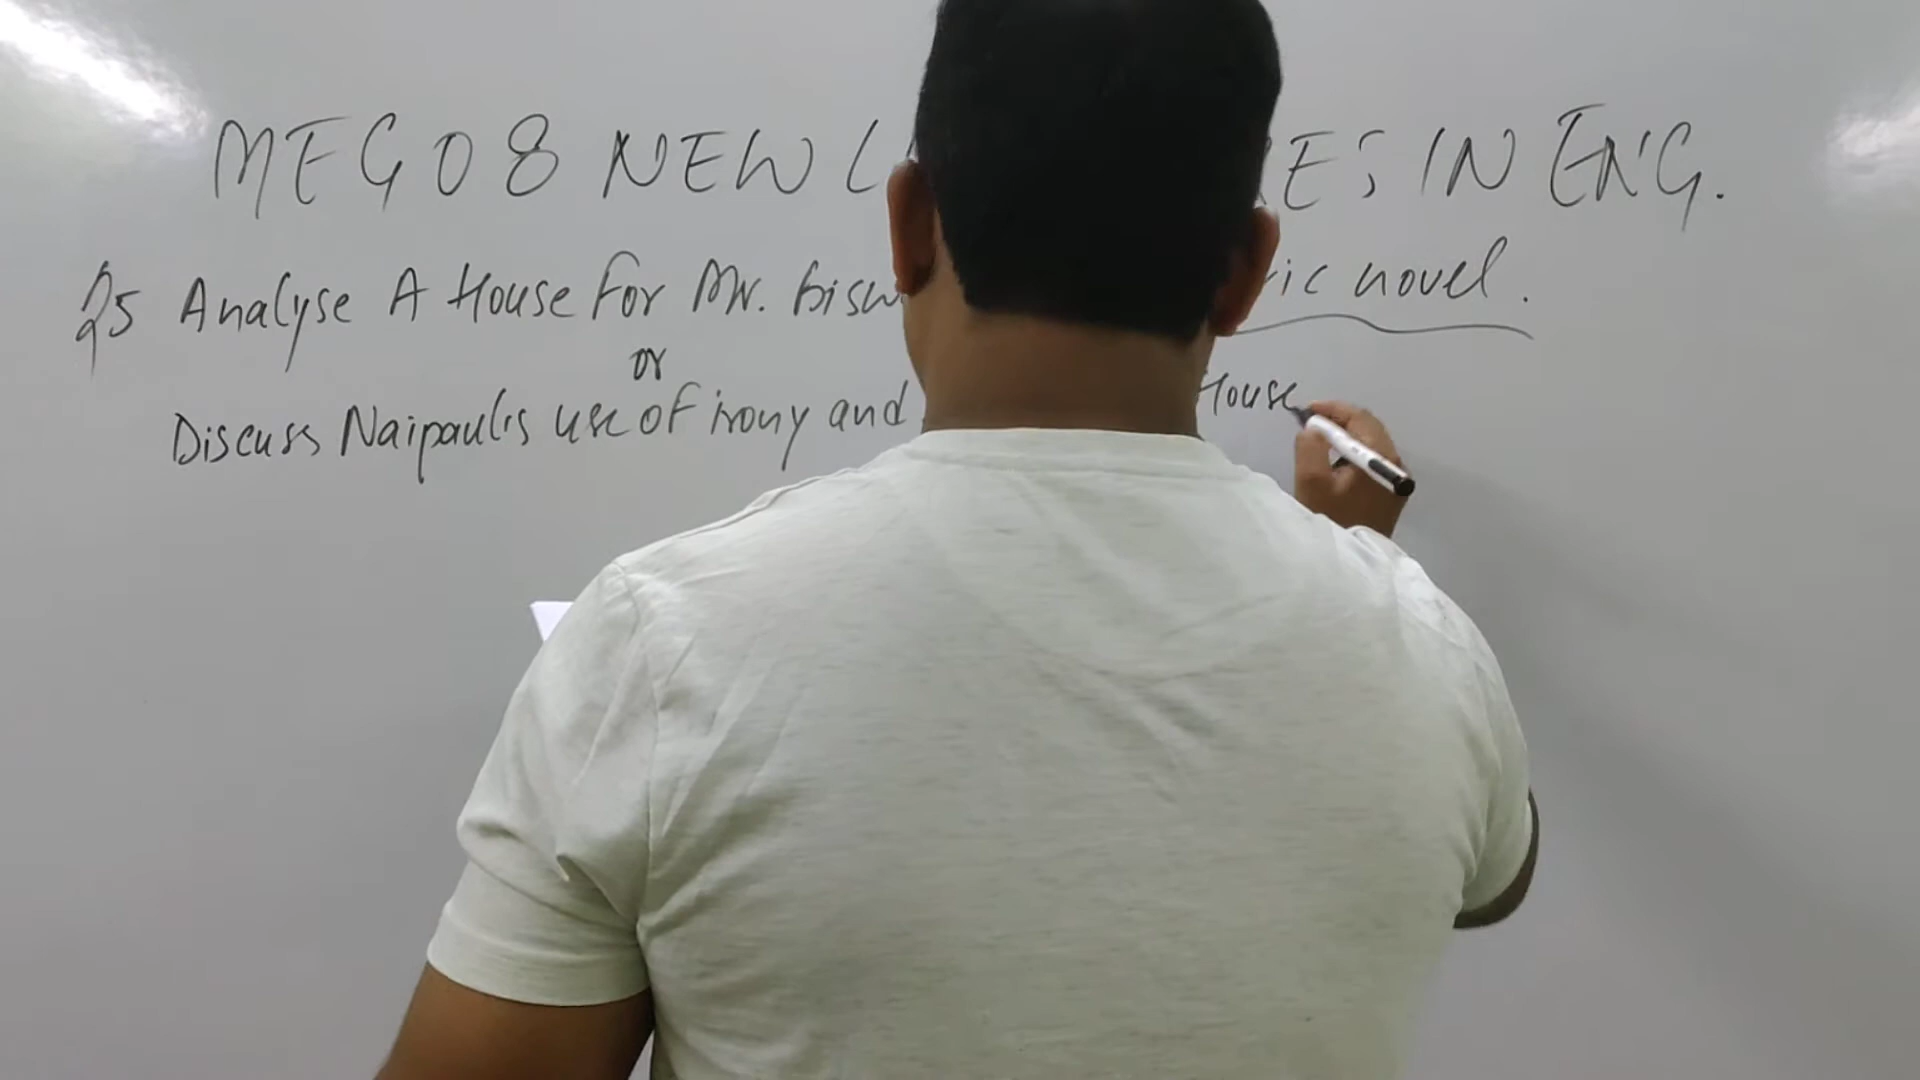 MEG 08 NEW L RES IN ENG.
Q5 Analyse A House For Mr. bisw ic novel.
or
Discuss Naipaul's use of irony and House